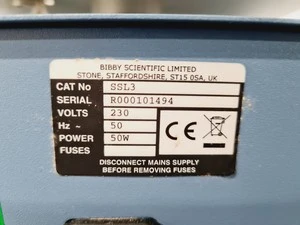 BIBBY SCIENTIFIC LIMITED
STONE, STAFFORDSHIRE, ST15 0SA, UK
CAT No SSL3
SERIAL R000101494
VOLTS 230
Hz ~ 50
POWER 50W
FUSES
CE
DISCONNECT MAINS SUPPLY
BEFORE REMOVING FUSES